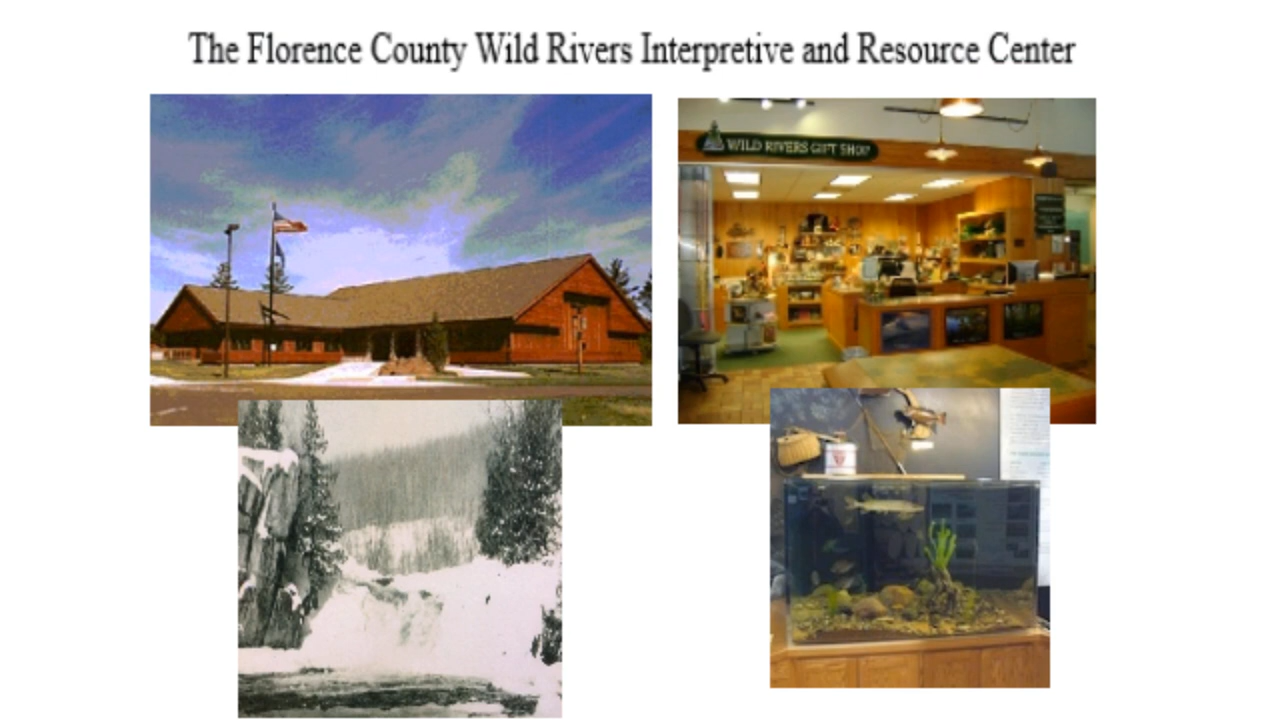 The Florence County Wild Rivers Interpretive and Resource Center
WILD RIVERS GIFT SHOP